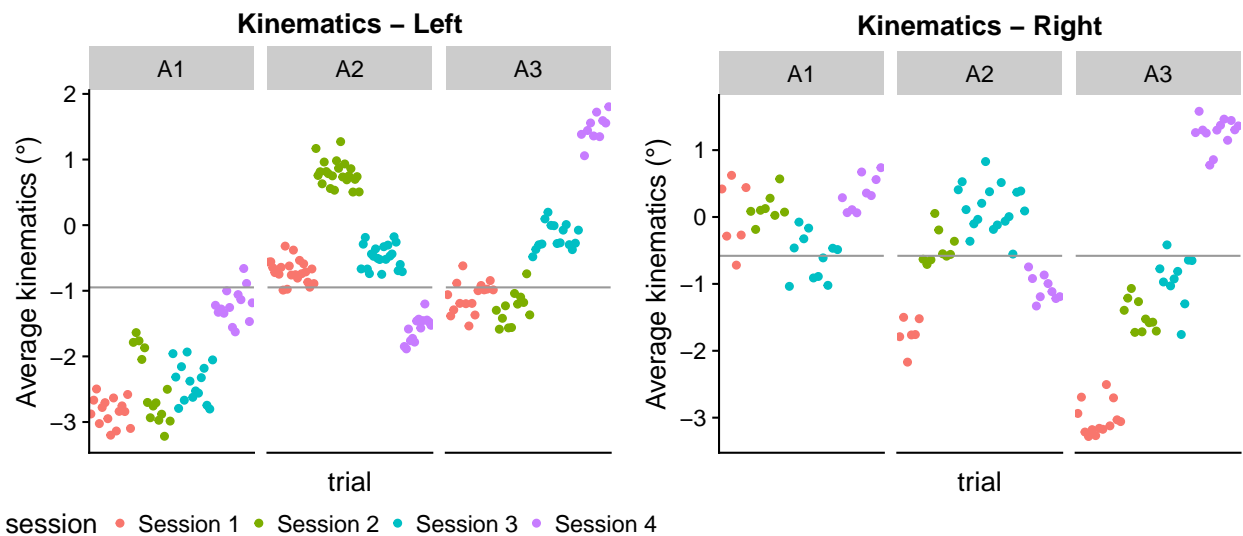 Kinematics – Left
A1 A2 A3
Average kinematics (°)
2
1
0
−1
−2
−3
trial
Kinematics – Right
A1 A2 A3
Average kinematics (°)
1
0
−1
−2
−3
trial
session Session 1 Session 2 Session 3 Session 4